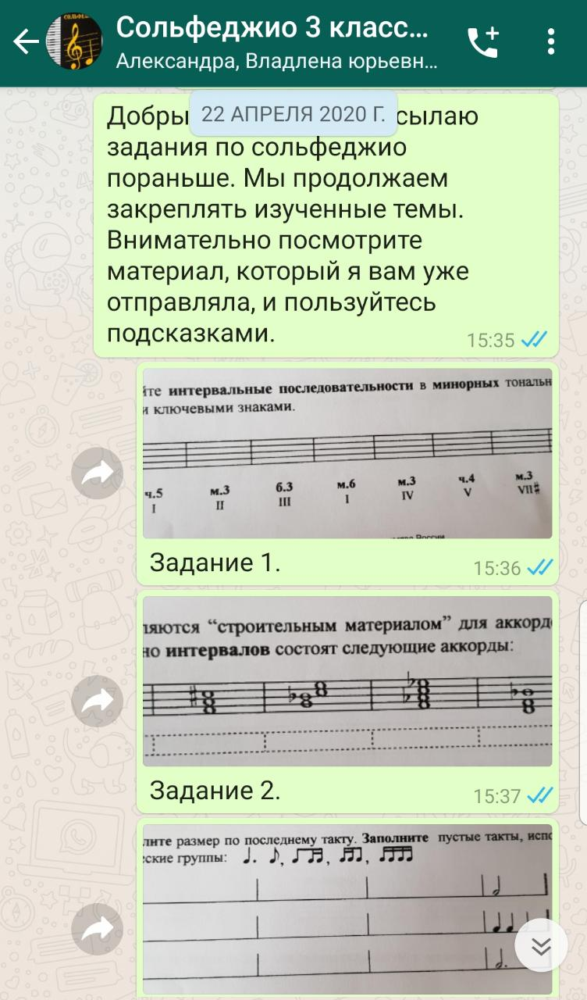 Сольфеджио 3 класс...
Александра, Владлена юрьевн...
22 АПРЕЛЯ 2020 Г.
Добры сылаю
задания по сольфеджио
пораньше. Мы продолжаем
закреплять изученные темы.
Внимательно посмотрите
материал, который я вам уже
отправляла, и пользуйтесь
подсказками.
15:35
йте интервальные последовательности в минорных тональн
и ключевыми знаками.
ч.5 м.3 б.3 м.6 м.3 ч.4 м.3
I II III I IV V VII#
Задание 1.
15:36
ляются “строительным материалом” для аккорд
но интервалов состоят следующие аккорды:
Задание 2.
15:37
лите размер по последнему такту. Заполните пустые такты, испо
ские группы: